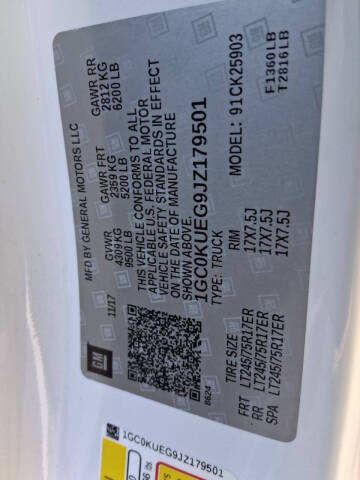 MFD BY GENERAL MOTORS LLC
11/17
GVWR
4309 KG
9500 LB
GAWR FRT
2359 KG
5200 LB
GAWR RR
2812 KG
6200 LB
THIS VEHICLE CONFORMS TO ALL
APPLICABLE U.S. FEDERAL MOTOR
VEHICLE SAFETY STANDARDS IN EFFECT
ON THE DATE OF MANUFACTURE
SHOWN ABOVE.
1GC0KUEG9JZ179501
TYPE: TRUCK
MODEL: 91CK25903
GM
8624
TIRE SIZE RIM
FRT LT245/75R17ER 17X7.5J
RR LT245/75R17ER 17X7.5J
SPA LT245/75R17ER 17X7.5J
F1360LB
T2816LB
1GC0KUEG9JZ179501